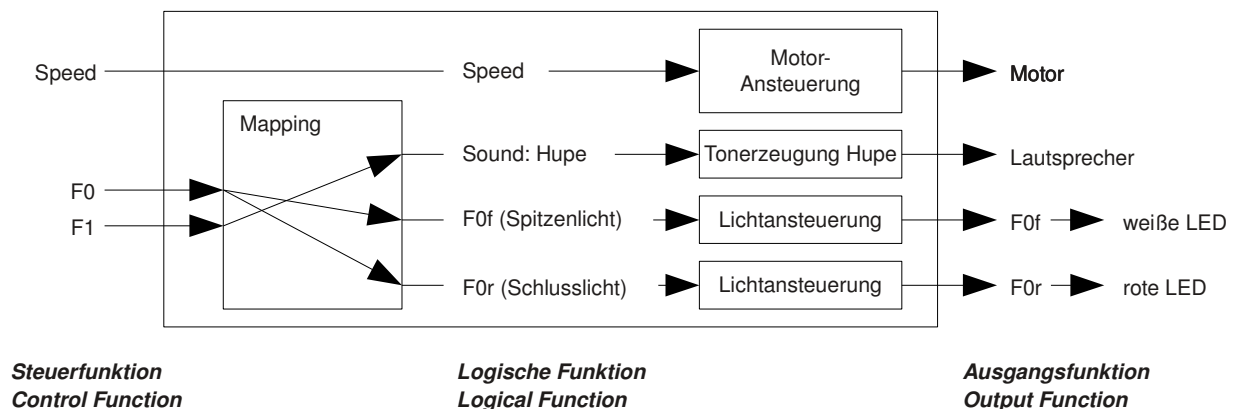 Speed
Speed
Motor-
Ansteuerung
Motor
Mapping
Sound: Hupe
Tonerzeugung Hupe
Lautsprecher
F0
F1
F0f (Spitzenlicht)
Lichtansteuerung
F0f
weiße LED
F0r (Schlusslicht)
Lichtansteuerung
F0r
rote LED
Steuerfunktion
Control Function
Logische Funktion
Logical Function
Ausgangsfunktion
Output Function